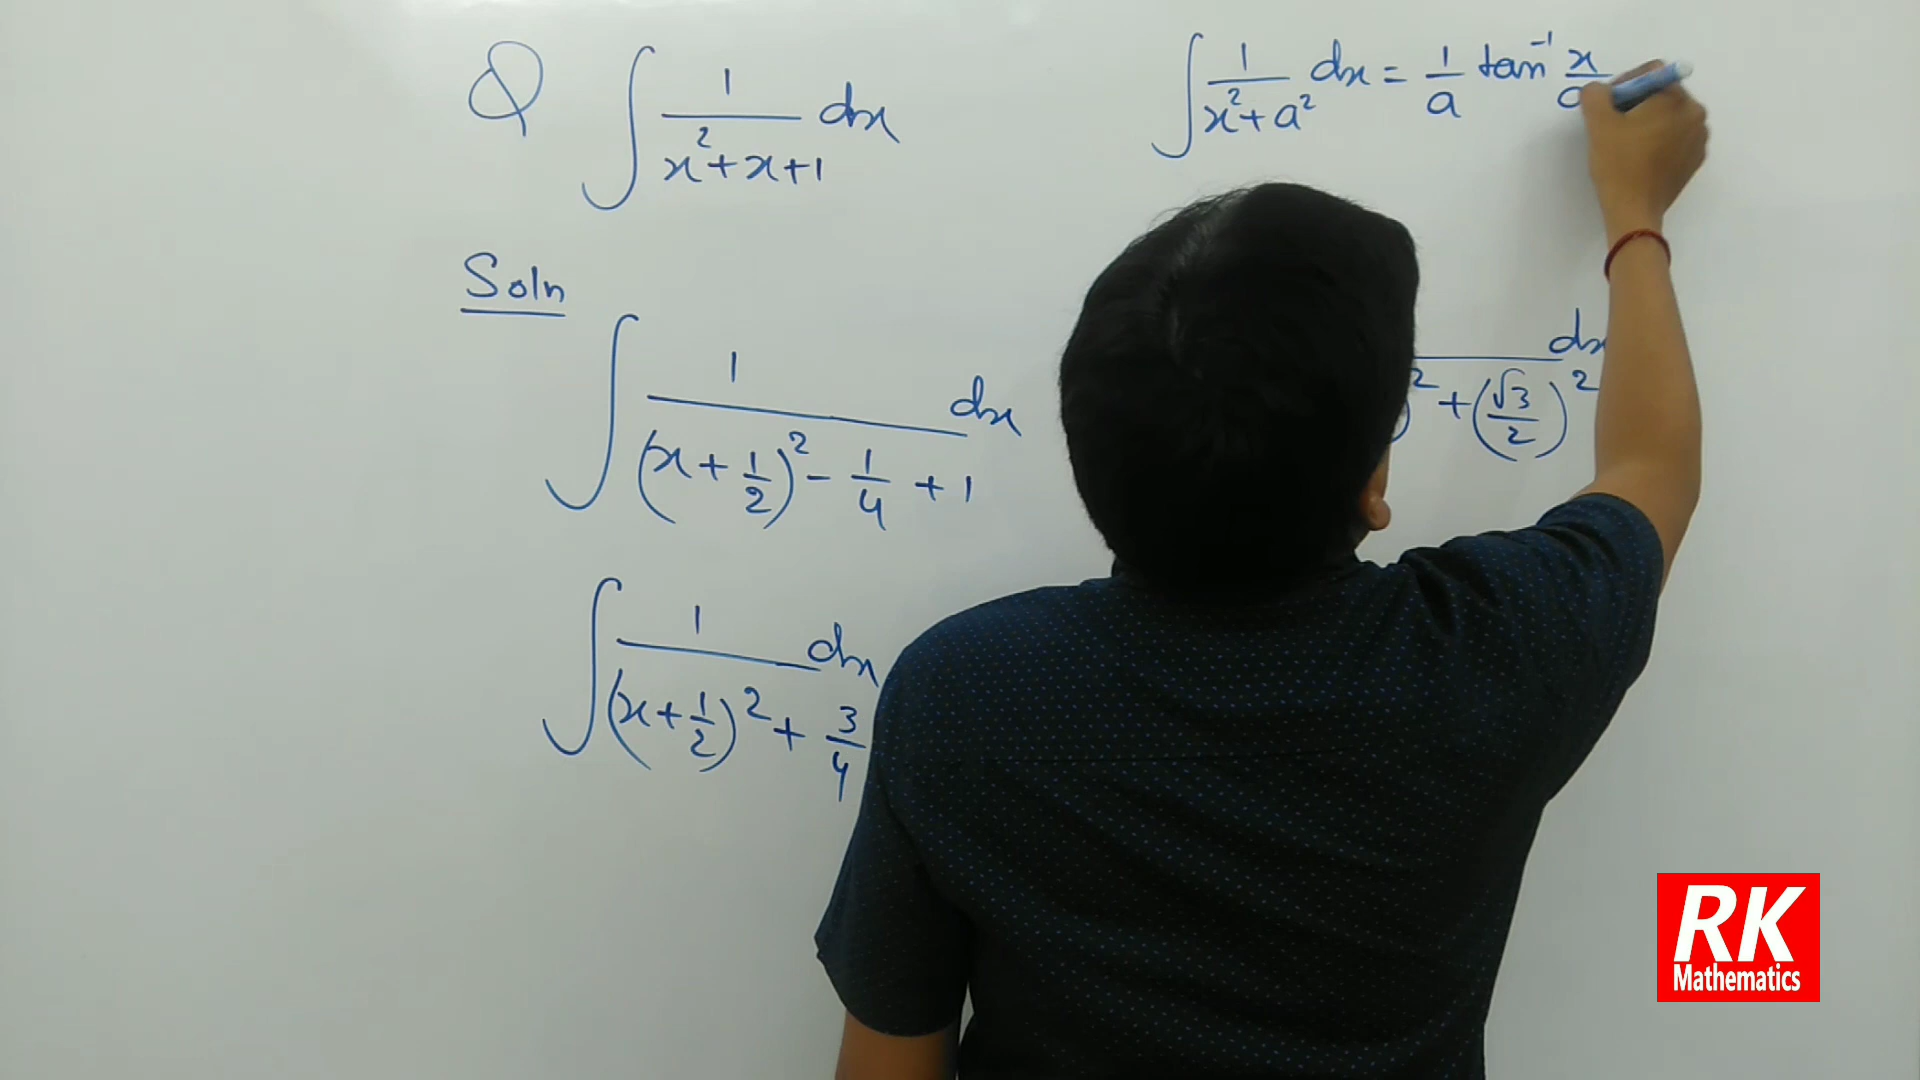 Q ∫ 1/(x²+x+1) dx
∫ 1/(x²+a²) dx = 1/a tan⁻¹ x/a
Soln
∫ 1/((x+1/2)² - 1/4 + 1) dx
dx
)² + (√3/2)²
∫ 1/((x+1/2)² + 3/4) dx
RK
Mathematics